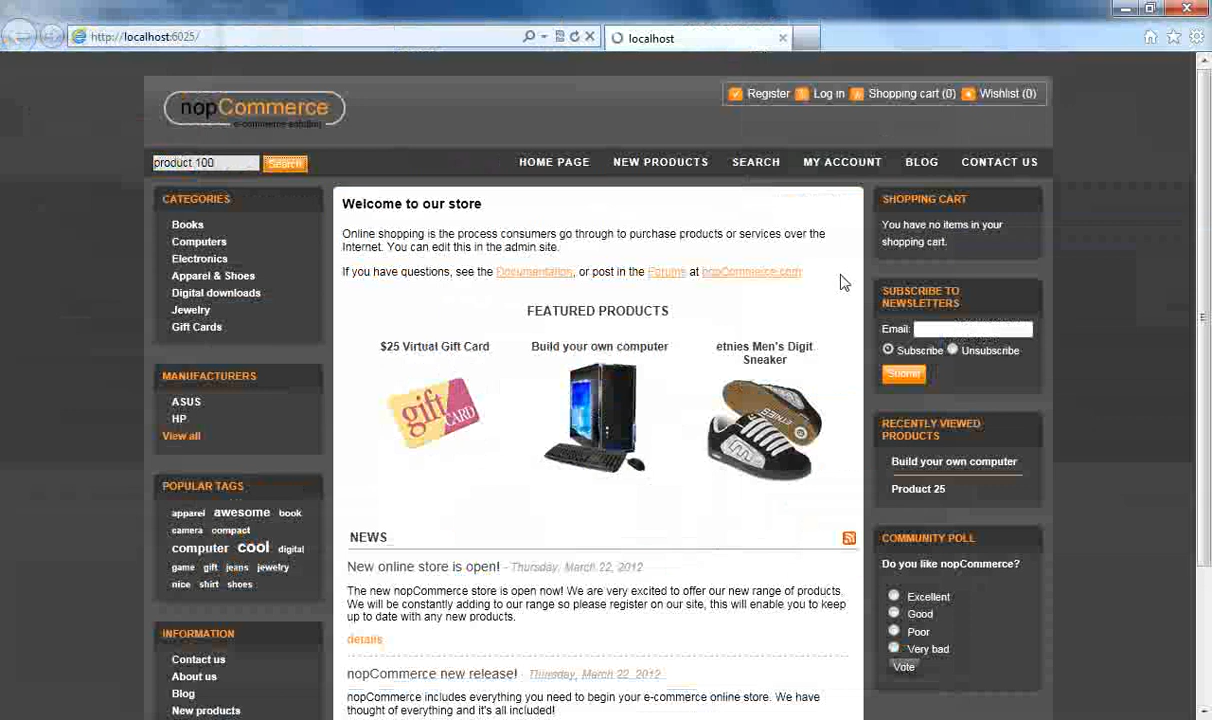 http://localhost:6025/
localhost
nopCommerce
e-commerce solution
Register
Log in
Shopping cart (0)
Wishlist (0)
product 100
Search
HOME PAGE
NEW PRODUCTS
SEARCH
MY ACCOUNT
BLOG
CONTACT US
CATEGORIES
Books
Computers
Electronics
Apparel & Shoes
Digital downloads
Jewelry
Gift Cards
MANUFACTURERS
ASUS
HP
View all
POPULAR TAGS
apparel awesome book
camera compact
computer cool digital
game gift jeans jewelry
nice shirt shoes
INFORMATION
Contact us
About us
Blog
New products
Welcome to our store
Online shopping is the process consumers go through to purchase products or services over the
Internet. You can edit this in the admin site.
If you have questions, see the Documentation, or post in the Forums at nopCommerce.com
FEATURED PRODUCTS
$25 Virtual Gift Card
gift CARD
Build your own computer
etnies Men's Digit
Sneaker
NEWS
New online store is open! - Thursday, March 22, 2012
The new nopCommerce store is open now! We are very excited to offer our new range of products.
We will be constantly adding to our range so please register on our site, this will enable you to keep
up to date with any new products.
details
nopCommerce new release! - Thursday, March 22, 2012
nopCommerce includes everything you need to begin your e-commerce online store. We have
thought of everything and it's all included!
SHOPPING CART
You have no items in your
shopping cart.
SUBSCRIBE TO
NEWSLETTERS
Email:
Subscribe Unsubscribe
Submit
RECENTLY VIEWED
PRODUCTS
Build your own computer
Product 25
COMMUNITY POLL
Do you like nopCommerce?
Excellent
Good
Poor
Very bad
Vote